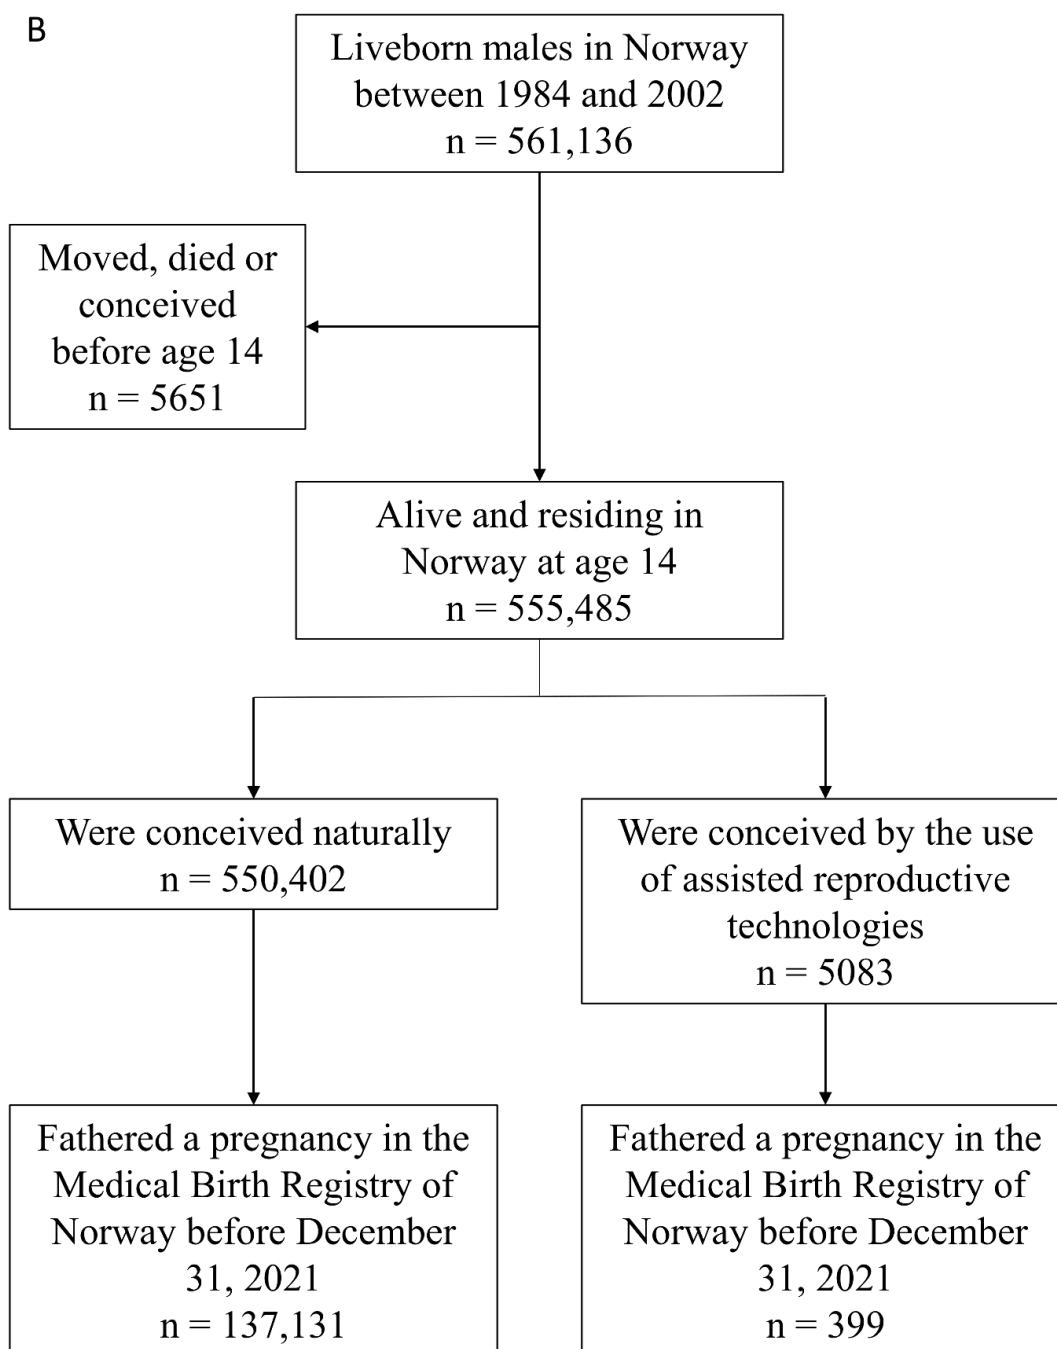 B
Liveborn males in Norway
between 1984 and 2002
n = 561,136
Moved, died or
conceived
before age 14
n = 5651
Alive and residing in
Norway at age 14
n = 555,485
Were conceived naturally
n = 550,402
Were conceived by the use
of assisted reproductive
technologies
n = 5083
Fathered a pregnancy in the
Medical Birth Registry of
Norway before December
31, 2021
n = 137,131
Fathered a pregnancy in the
Medical Birth Registry of
Norway before December
31, 2021
n = 399